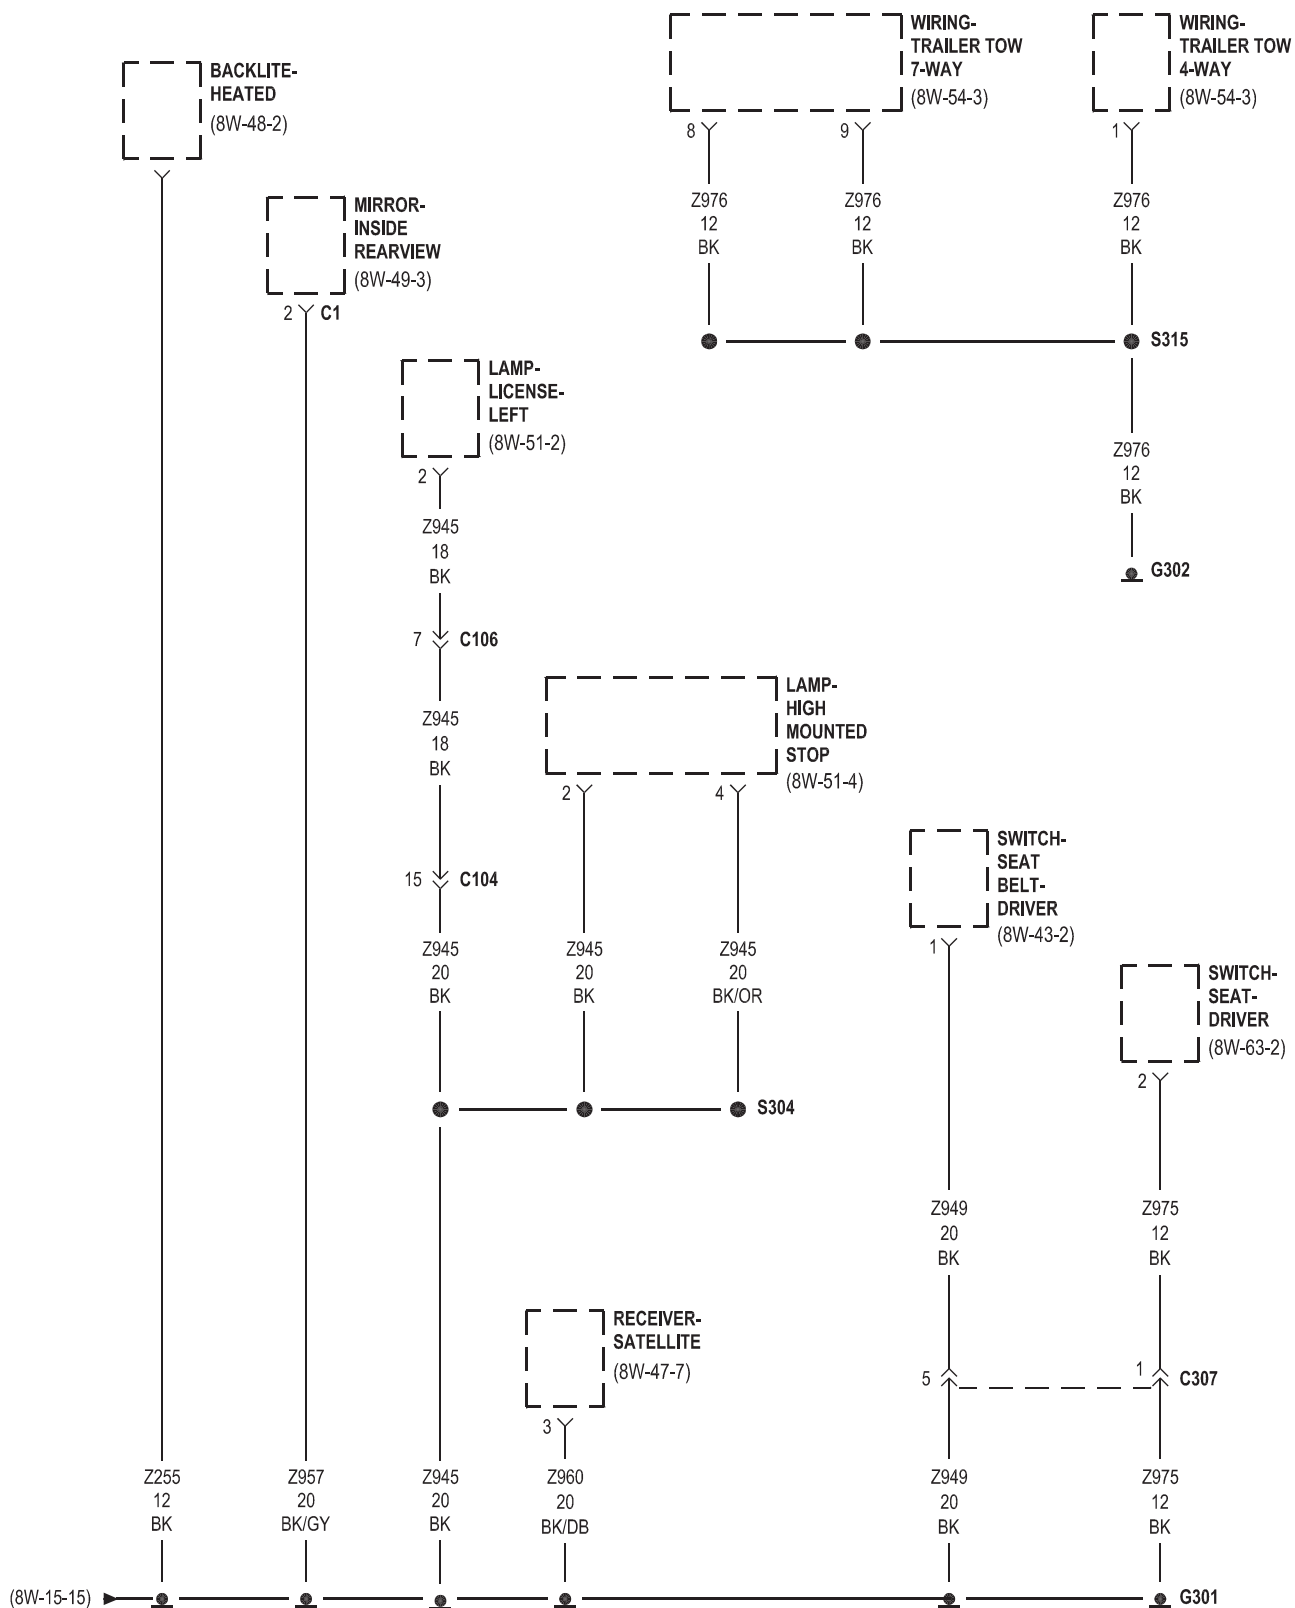 WIRING-
TRAILER TOW
7-WAY
(8W-54-3)
WIRING-
TRAILER TOW
4-WAY
(8W-54-3)
BACKLITE-
HEATED
(8W-48-2)
8
9
1
MIRROR-
INSIDE
REARVIEW
(8W-49-3)
2
C1
Z976
12
BK
Z976
12
BK
Z976
12
BK
S315
LAMP-
LICENSE-
LEFT
(8W-51-2)
2
Z976
12
BK
G302
Z945
18
BK
7
C106
Z945
18
BK
LAMP-
HIGH
MOUNTED
STOP
(8W-51-4)
2
4
15
C104
SWITCH-
SEAT
BELT-
DRIVER
(8W-43-2)
1
Z945
20
BK
Z945
20
BK
Z945
20
BK/OR
SWITCH-
SEAT-
DRIVER
(8W-63-2)
2
S304
Z949
20
BK
Z975
12
BK
RECEIVER-
SATELLITE
(8W-47-7)
3
5
1
C307
Z255
12
BK
Z957
20
BK/GY
Z945
20
BK
Z960
20
BK/DB
Z949
20
BK
Z975
12
BK
(8W-15-15)
G301